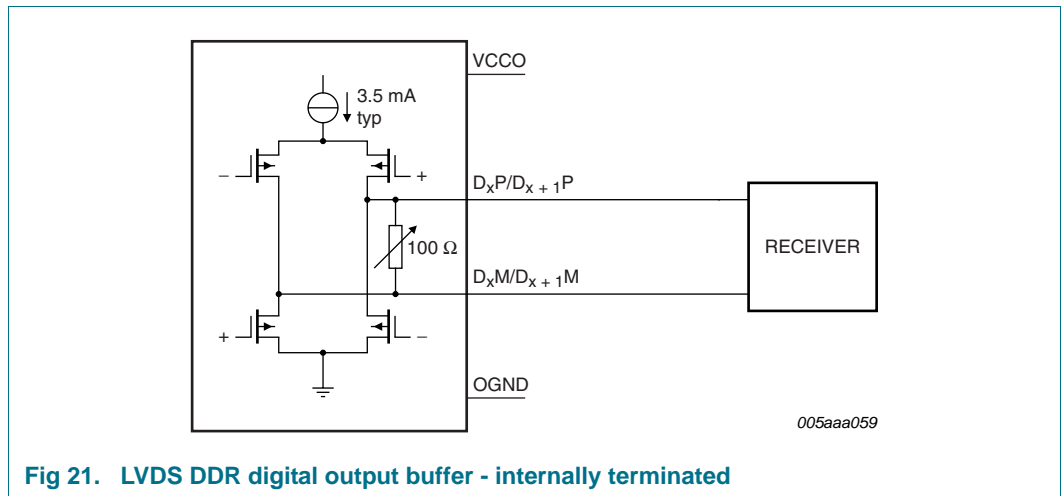 VCCO
3.5 mA
typ
−
+
DxP/Dx + 1P
100 Ω
RECEIVER
DxM/Dx + 1M
+
−
OGND
005aaa059
Fig 21. LVDS DDR digital output buffer - internally terminated